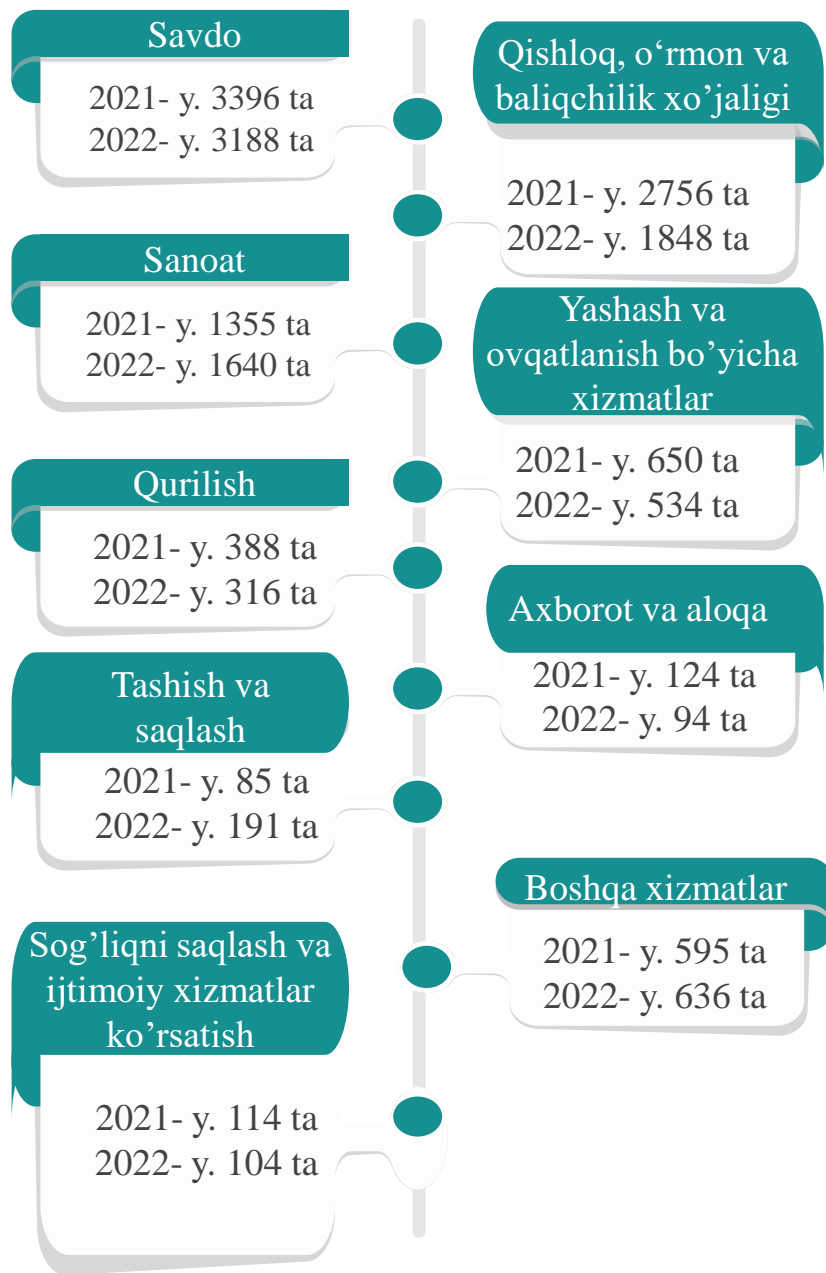 Savdo
2021- y. 3396 ta
2022- y. 3188 ta
Qishloq, o‘rmon va
baliqchilik xo’jaligi
2021- y. 2756 ta
2022- y. 1848 ta
Sanoat
2021- y. 1355 ta
2022- y. 1640 ta
Yashash va
ovqatlanish bo’yicha
xizmatlar
2021- y. 650 ta
2022- y. 534 ta
Qurilish
2021- y. 388 ta
2022- y. 316 ta
Axborot va aloqa
2021- y. 124 ta
2022- y. 94 ta
Tashish va
saqlash
2021- y. 85 ta
2022- y. 191 ta
Boshqa xizmatlar
2021- y. 595 ta
2022- y. 636 ta
Sog’liqni saqlash va
ijtimoiy xizmatlar
ko’rsatish
2021- y. 114 ta
2022- y. 104 ta